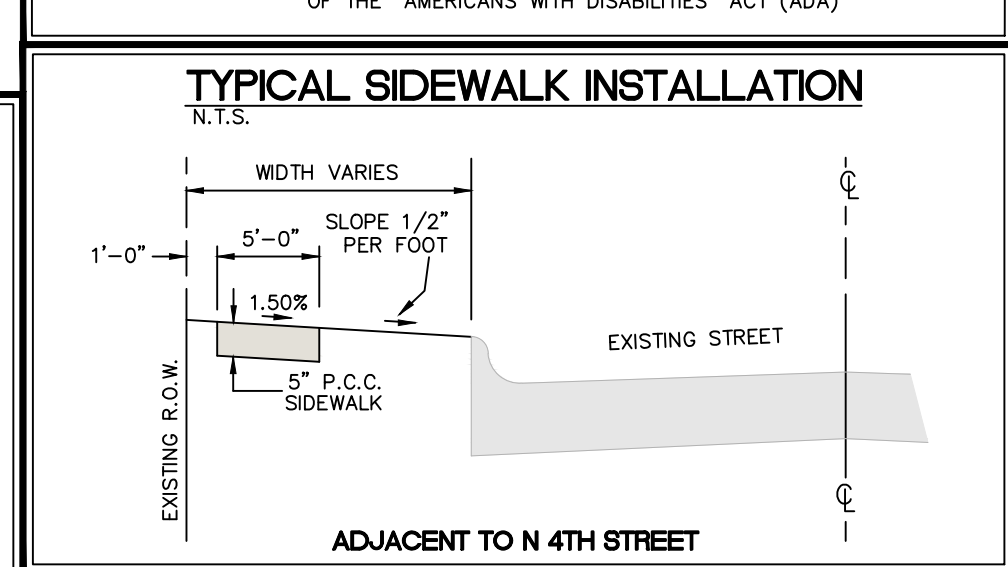 OF THE AMERICANS WITH DISABILITIES ACT (ADA)
TYPICAL SIDEWALK INSTALLATION
N.T.S.
WIDTH VARIES
℄
SLOPE 1/2"
PER FOOT
5'-0"
1'-0"
1.50%
EXISTING STREET
5" P.C.C.
SIDEWALK
EXISTING R.O.W.
℄
ADJACENT TO N 4TH STREET